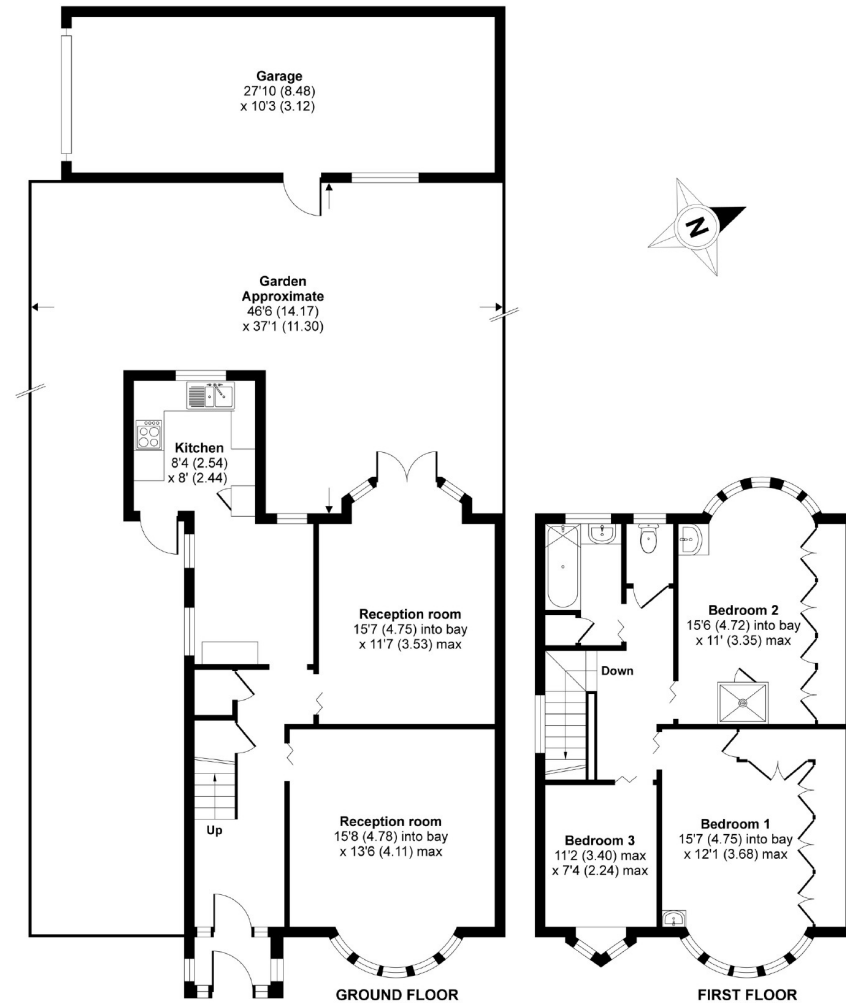 Garage
27'10 (8.48)
x 10'3 (3.12)
N
Garden
Approximate
46'6 (14.17)
x 37'1 (11.30)
Kitchen
8'4 (2.54)
x 8' (2.44)
Reception room
15'7 (4.75) into bay
x 11'7 (3.53) max
Up
Reception room
15'8 (4.78) into bay
x 13'6 (4.11) max
GROUND FLOOR
Bedroom 2
15'6 (4.72) into bay
x 11' (3.35) max
Down
Bedroom 1
15'7 (4.75) into bay
x 12'1 (3.68) max
Bedroom 3
11'2 (3.40) max
x 7'4 (2.24) max
FIRST FLOOR